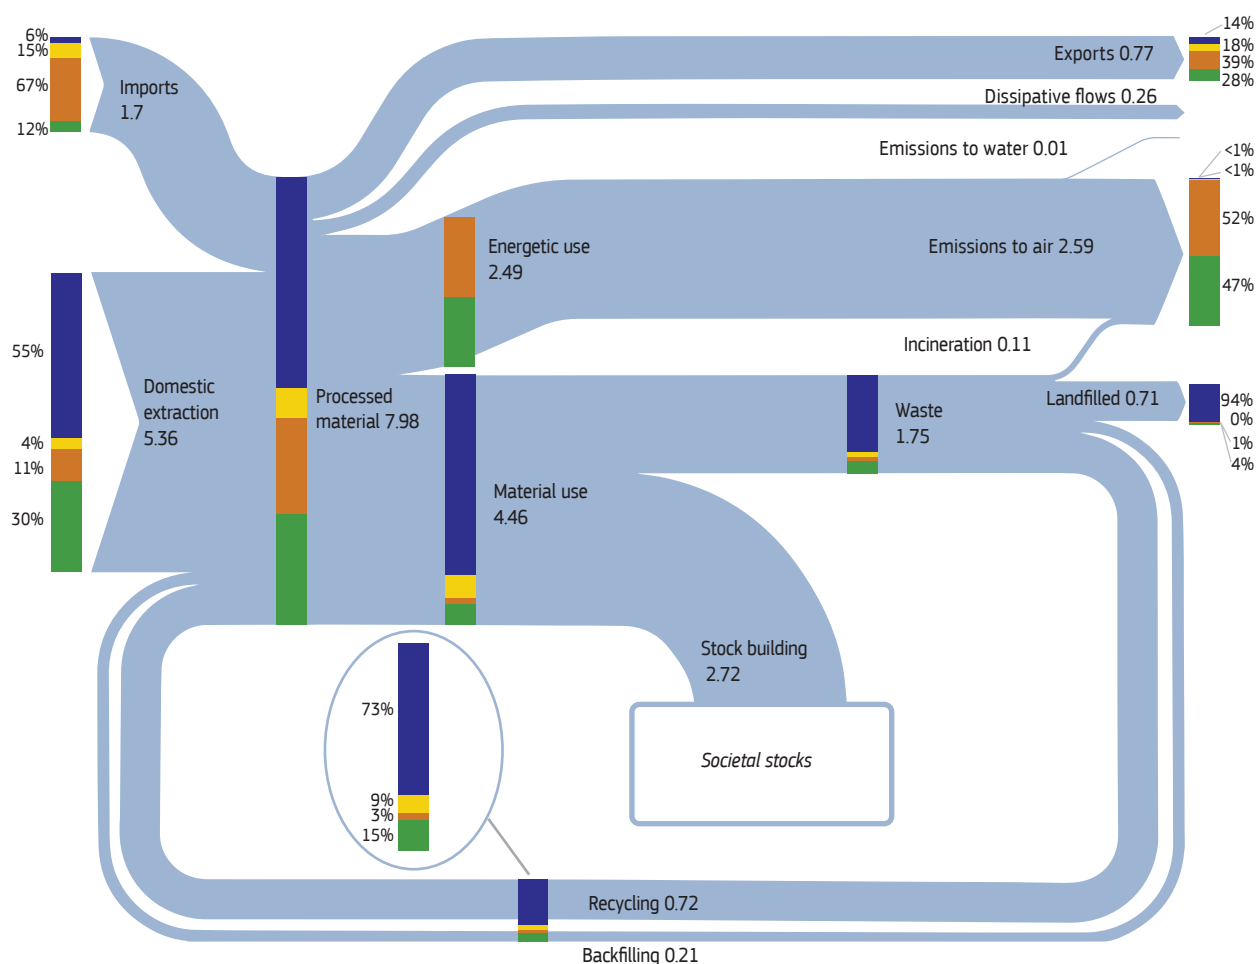 6%
15%
67%
12%
Imports
1.7
Exports 0.77
14%
18%
39%
28%
Dissipative flows 0.26
Emissions to water 0.01
<1%
<1%
52%
47%
Energetic use
2.49
Emissions to air 2.59
Incineration 0.11
55%
4%
11%
30%
Domestic
extraction
5.36
Processed
material 7.98
Material use
4.46
Waste
1.75
Landfilled 0.71
94%
0%
1%
4%
Stock building
2.72
Societal stocks
73%
9%
3%
15%
Recycling 0.72
Backfilling 0.21